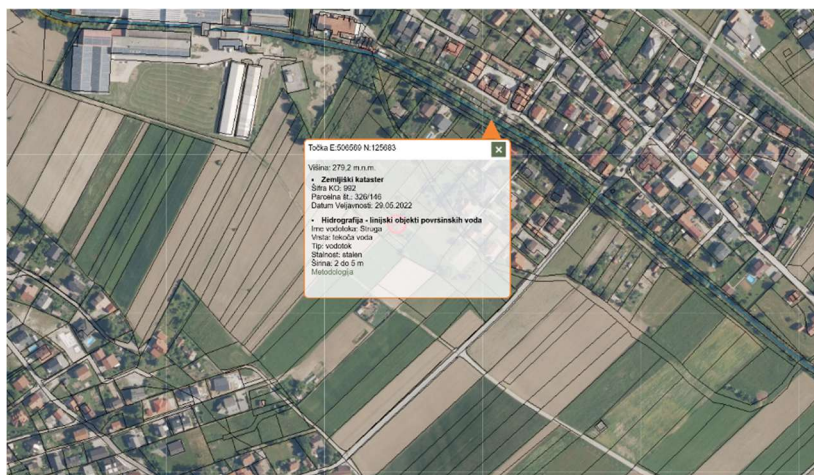 Točka E:506569 N:125683
Višina: 279,2 m.n.m.
• Zemljiški kataster
Šifra KO: 992
Parcelna št.: 326/146
Datum Veljavnosti: 29.05.2022
• Hidrografija - linijski objekti površinskih voda
Ime vodotoka: Struga
Vrsta: tekoča voda
Tip: vodotok
Stalnost: stalen
Širina: 2 do 5 m
Metodologija